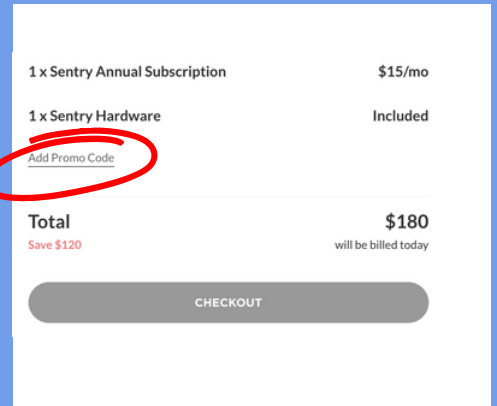 1 x Sentry Annual Subscription $15/mo
1 x Sentry Hardware Included
Add Promo Code
Total $180
Save $120 will be billed today
CHECKOUT